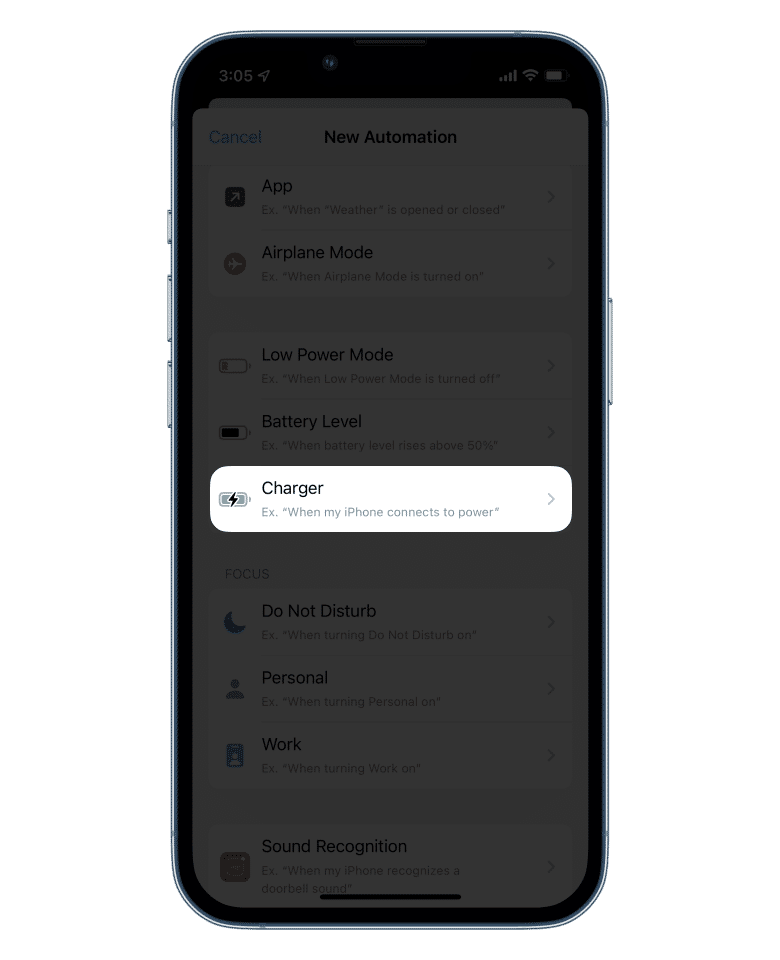 3:05
Cancel
New Automation
App
Ex. “When “Weather” is opened or closed”
Airplane Mode
Ex. “When Airplane Mode is turned on”
Low Power Mode
Ex. “When Low Power Mode is turned off”
Battery Level
Ex. “When battery level rises above 50%”
Charger
Ex. “When my iPhone connects to power”
FOCUS
Do Not Disturb
Ex. “When turning Do Not Disturb on”
Personal
Ex. “When turning Personal on”
Work
Ex. “When turning Work on”
Sound Recognition
Ex. “When my iPhone recognizes a
doorbell sound”